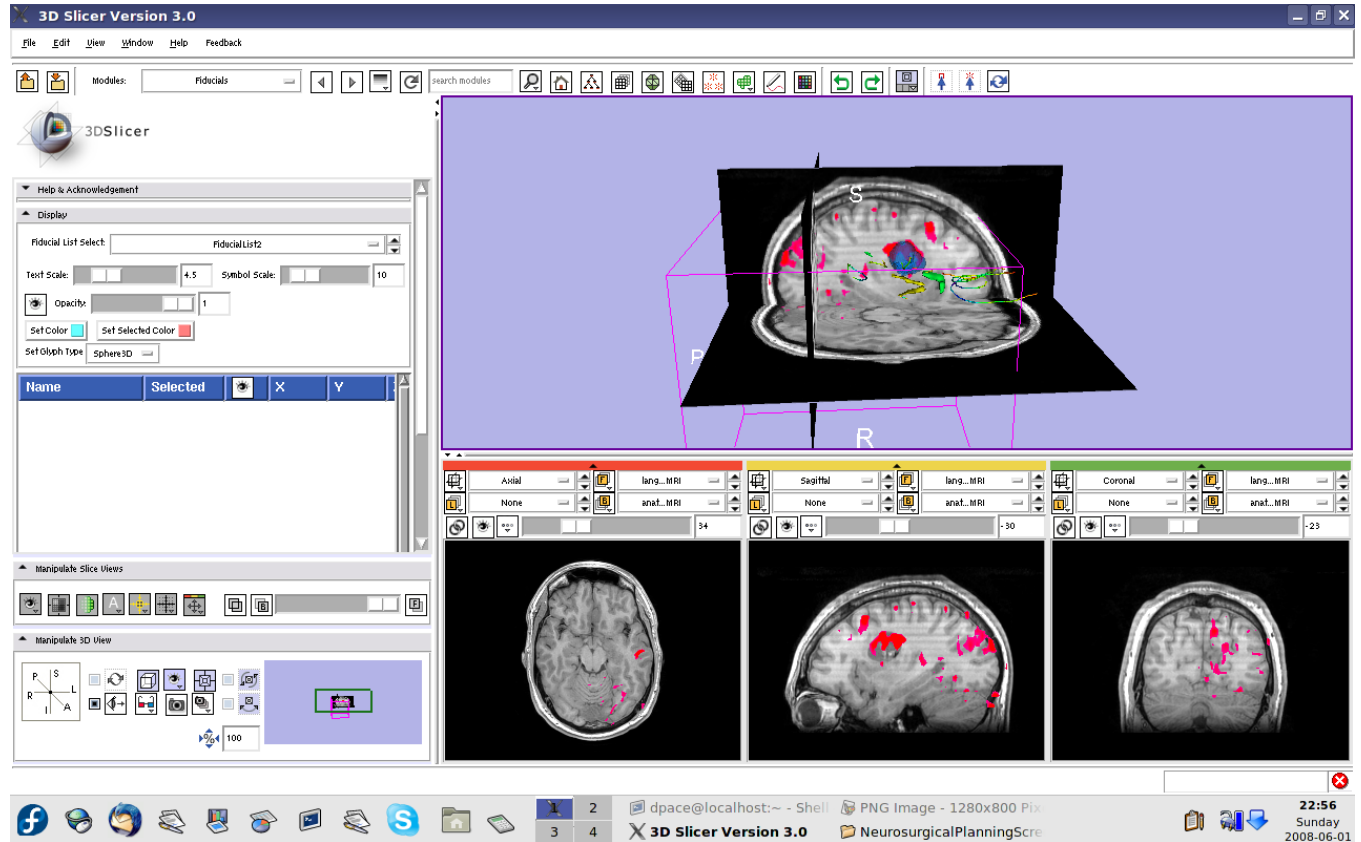 3D Slicer Version 3.0
File Edit View Window Help Feedback
Modules: Fiducials search modules
3DSlicer
Help & Acknowledgement
Display
Fiducial List Select: FiducialList2
Text Scale: 4.5 Symbol Scale: 10
Opacity: 1
Set Color Set Selected Color
Set Glyph Type Sphere3D
Name Selected X Y
Manipulate Slice Views
A
B F
Manipulate 3D View
P S
R L
I A
100
S
P
R
Axial F lang...MRI
L None B anat...MRI
34
Sagittal F lang...MRI
L None B anat...MRI
-30
Coronal F lang...MRI
L None B anat...MRI
-23
1 2
3 4
dpace@localhost:~ - Shell
PNG Image - 1280x800 Pix
3D Slicer Version 3.0
NeurosurgicalPlanningScre
22:56
Sunday
2008-06-01